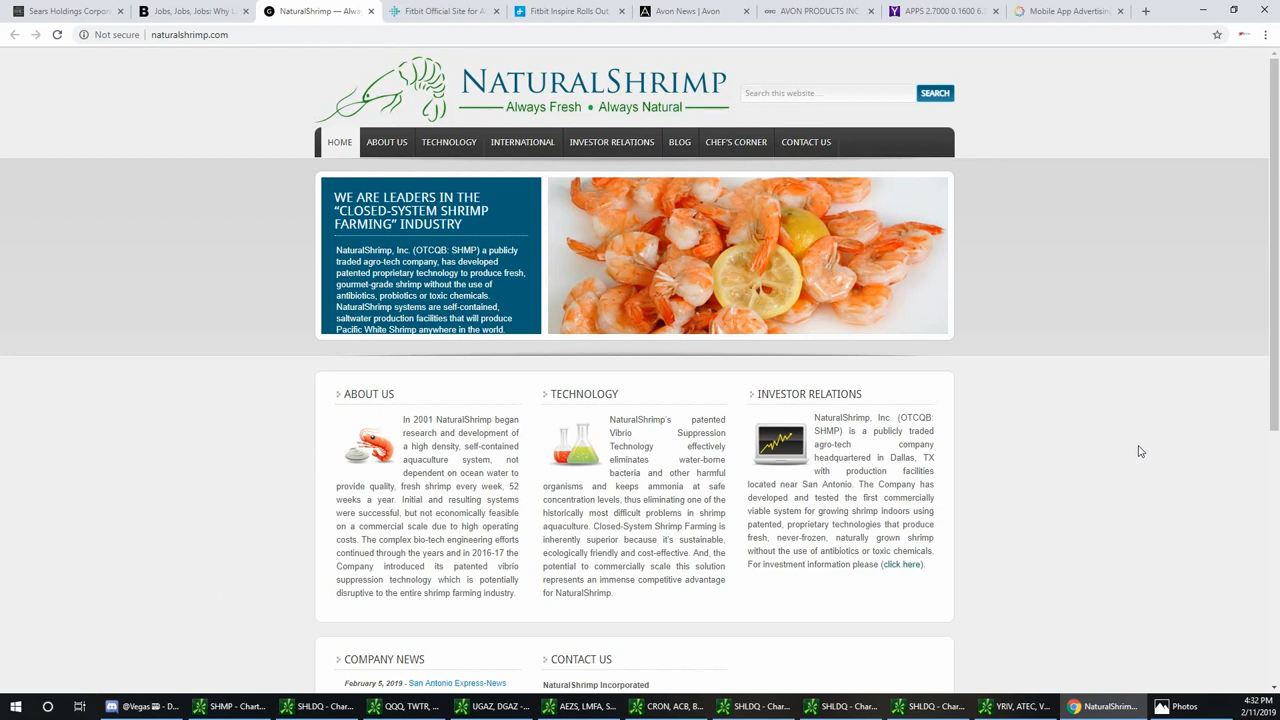 Sears Holdings Corpor
Jobs, Jobs, Jobs: Why L
NaturalShrimp — Alwa
Fitbit Official Site for A
Fitbit Inspire Rolls Out
Avon News | Avon
AVON PRODUCTS INC
APPS 2.7000 0.1600 6.
Mobile App Advertising
Not secure | naturalshrimp.com
NATURALSHRIMP
Always Fresh • Always Natural
Search this website …
SEARCH
HOME ABOUT US TECHNOLOGY INTERNATIONAL INVESTOR RELATIONS BLOG CHEF'S CORNER CONTACT US
WE ARE LEADERS IN THE
“CLOSED-SYSTEM SHRIMP
FARMING” INDUSTRY
NaturalShrimp, Inc. (OTCQB: SHMP) a publicly
traded agro-tech company, has developed
patented proprietary technology to produce fresh,
gourmet-grade shrimp without the use of
antibiotics, probiotics or toxic chemicals.
NaturalShrimp systems are self-contained,
saltwater production facilities that will produce
Pacific White Shrimp anywhere in the world.
ABOUT US
In 2001 NaturalShrimp began
research and development of
a high density, self-contained
aquaculture system, not
dependent on ocean water to
provide quality, fresh shrimp every week, 52
weeks a year. Initial and resulting systems
were successful, but not economically feasible
on a commercial scale due to high operating
costs. The complex bio-tech engineering efforts
continued through the years and in 2016-17 the
Company introduced its patented vibrio
suppression technology which is potentially
disruptive to the entire shrimp farming industry.
TECHNOLOGY
NaturalShrimp's patented
Vibrio Suppression
Technology effectively
eliminates water-borne
bacteria and other harmful
organisms and keeps ammonia at safe
concentration levels, thus eliminating one of the
historically most difficult problems in shrimp
aquaculture. Closed-System Shrimp Farming is
inherently superior because it's sustainable,
ecologically friendly and cost-effective. And, the
potential to commercially scale this solution
represents an immense competitive advantage
for NaturalShrimp.
INVESTOR RELATIONS
NaturalShrimp, Inc. (OTCQB:
SHMP) is a publicly traded
agro-tech company
headquartered in Dallas, TX
with production facilities
located near San Antonio. The Company has
developed and tested the first commercially
viable system for growing shrimp indoors using
patented, proprietary technologies that produce
fresh, never-frozen, naturally grown shrimp
without the use of antibiotics or toxic chemicals.
For investment information please (click here).
COMPANY NEWS
February 5, 2019 - San Antonio Express-News
CONTACT US
NaturalShrimp Incorporated
@Vegas - D...
SHMP - Chart...
SHLDQ - Char...
QQQ, TWTR, ...
UGAZ, DGAZ - ...
AEZS, LMFA, S...
CRON, ACB, B...
SHLDQ - Char...
SHLDQ - Char...
SHLDQ - Char...
YRIV, ATEC, V...
NaturalShrim...
Photos
4:32 PM
2/11/2019